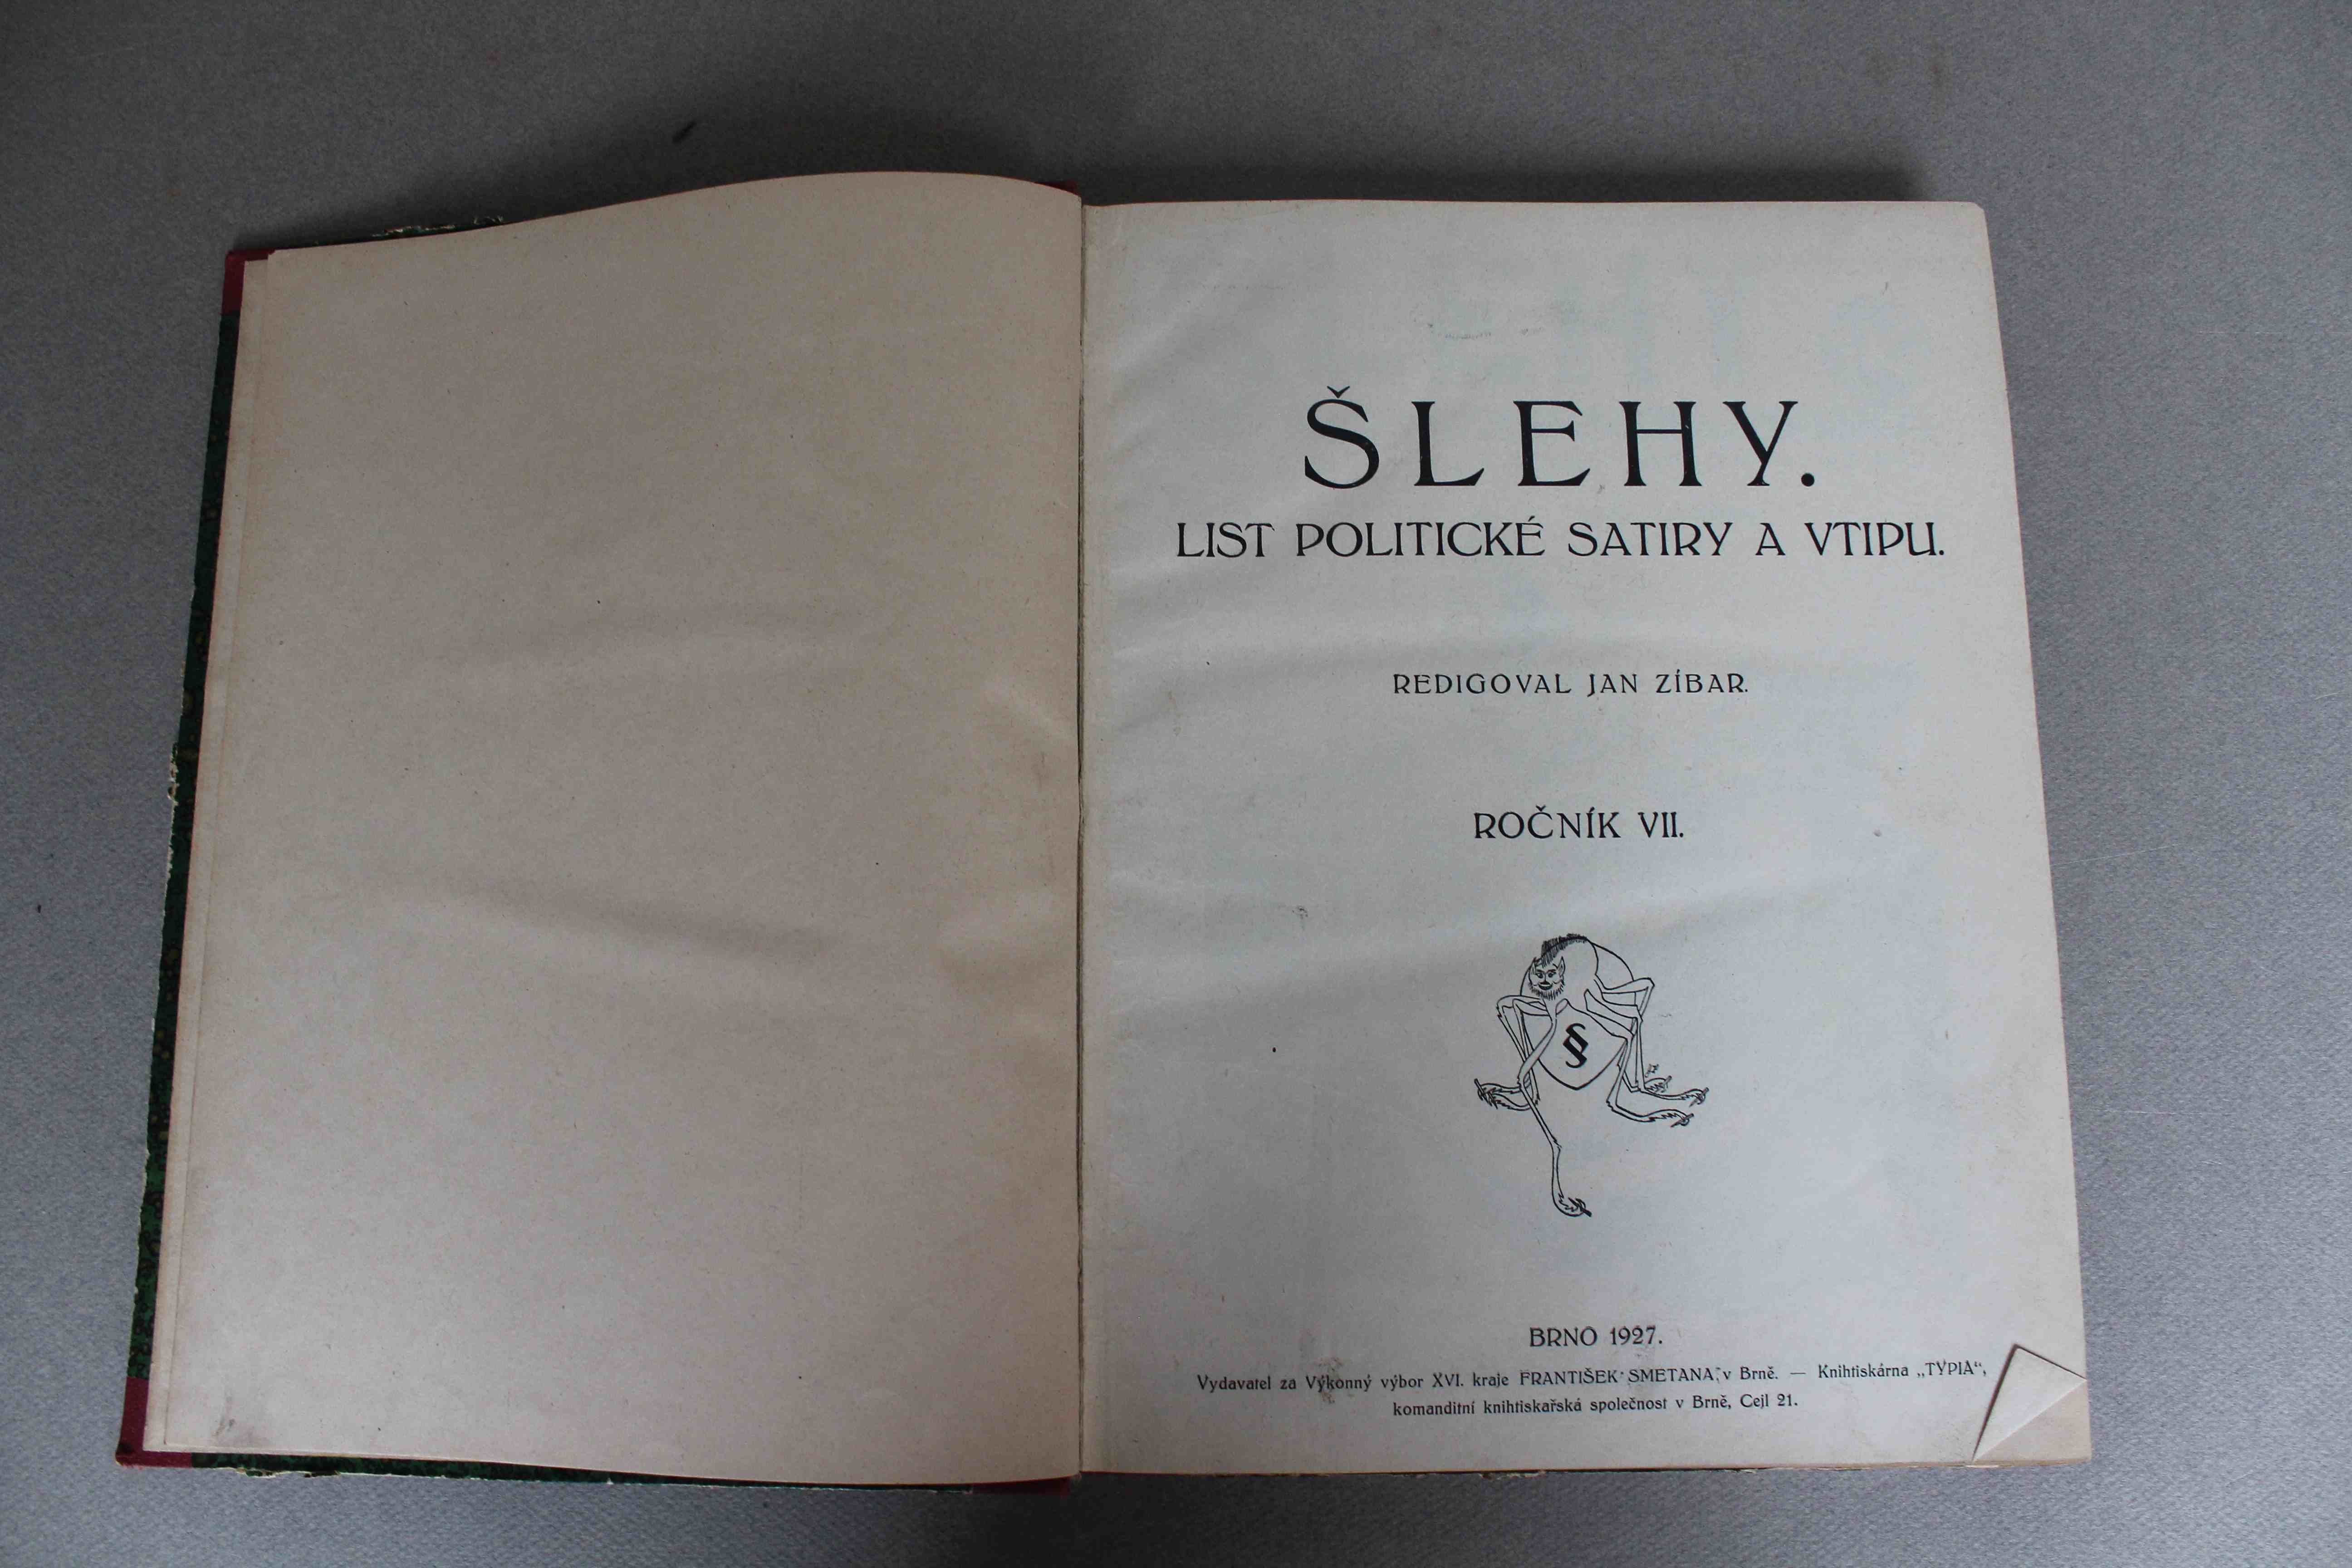 ŠLEHY.
LIST POLITICKÉ SATIRY A VTIPU.
REDIGOVAL JAN ZÍBAR.
ROČNÍK VII.
§
BRNO 1927.
Vydavatel za Výkonný výbor XVI. kraje FRANTIŠEK SMETANA, v Brně. — Knihtiskárna „TYPIA“,
komanditní knihtiskařská společnost v Brně, Cejl 21.